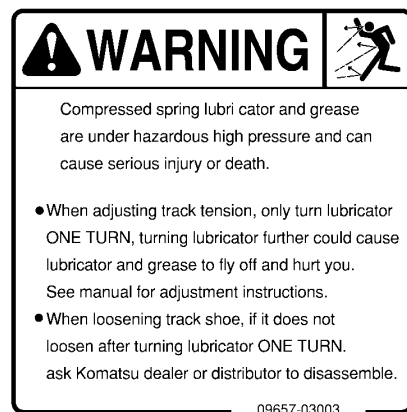 WARNING
Compressed spring lubri cator and grease
are under hazardous high pressure and can
cause serious injury or death.
●When adjusting track tension, only turn lubricator
ONE TURN, turning lubricator further could cause
lubricator and grease to fly off and hurt you.
See manual for adjustment instructions.
●When loosening track shoe, if it does not
loosen after turning lubricator ONE TURN.
ask Komatsu dealer or distributor to disassemble.
09657-03003